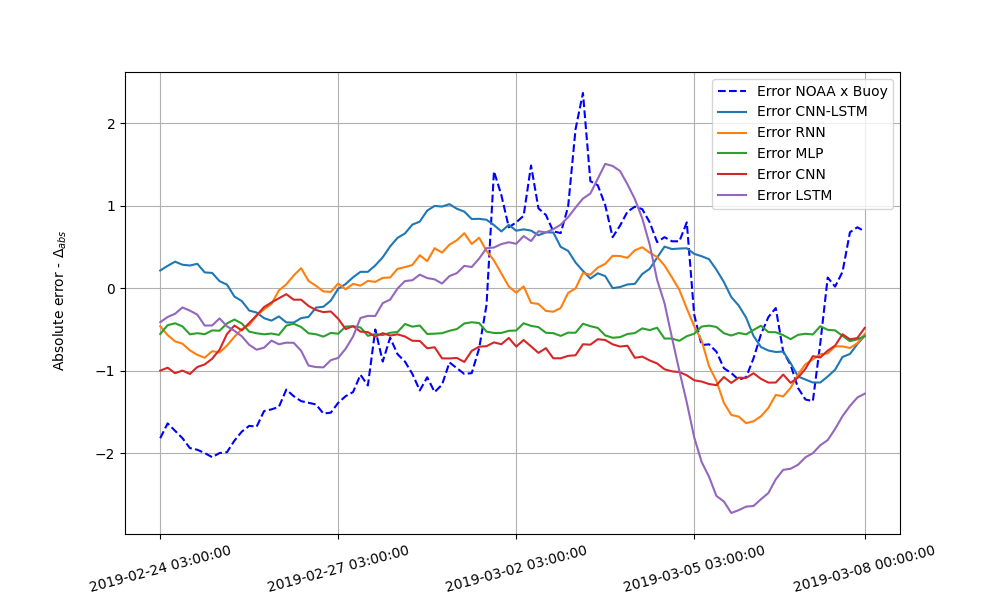 Error NOAA x Buoy
Error CNN-LSTM
Error RNN
Error MLP
Error CNN
Error LSTM
Absolute error - Δabs
2
1
0
−1
−2
2019-02-24 03:00:00
2019-02-27 03:00:00
2019-03-02 03:00:00
2019-03-05 03:00:00
2019-03-08 00:00:00